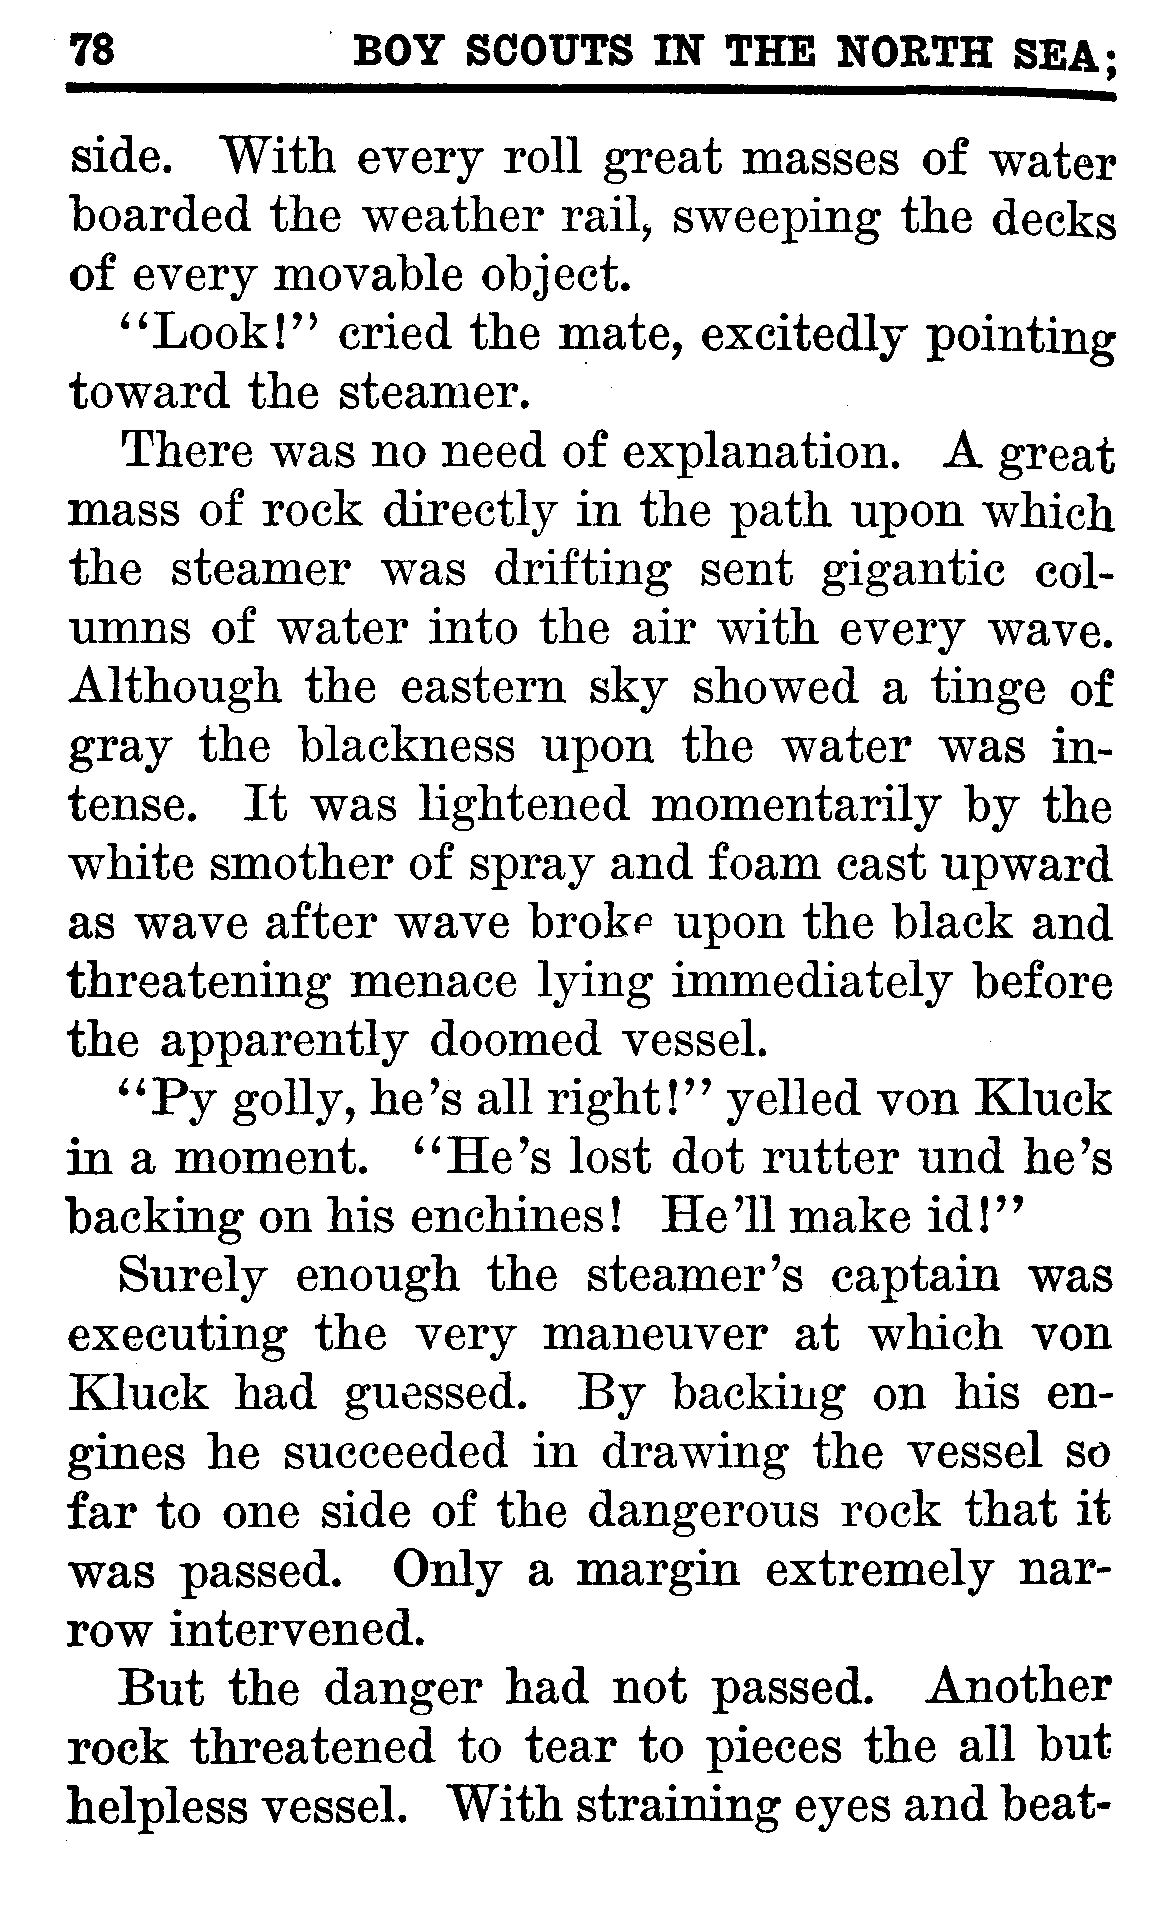 78 BOY SCOUTS IN THE NORTH SEA;
side. With every roll great masses of water
boarded the weather rail, sweeping the decks
of every movable object.
"Look!" cried the mate, excitedly pointing
toward the steamer.
There was no need of explanation. A great
mass of rock directly in the path upon which
the steamer was drifting sent gigantic col-
umns of water into the air with every wave.
Although the eastern sky showed a tinge of
gray the blackness upon the water was in-
tense. It was lightened momentarily by the
white smother of spray and foam cast upward
as wave after wave broke upon the black and
threatening menace lying immediately before
the apparently doomed vessel.
"Py golly, he's all right!" yelled von Kluck
in a moment. "He's lost dot rutter und he's
backing on his enchines! He'll make id!"
Surely enough the steamer's captain was
executing the very maneuver at which von
Kluck had guessed. By backing on his en-
gines he succeeded in drawing the vessel so
far to one side of the dangerous rock that it
was passed. Only a margin extremely nar-
row intervened.
But the danger had not passed. Another
rock threatened to tear to pieces the all but
helpless vessel. With straining eyes and beat-